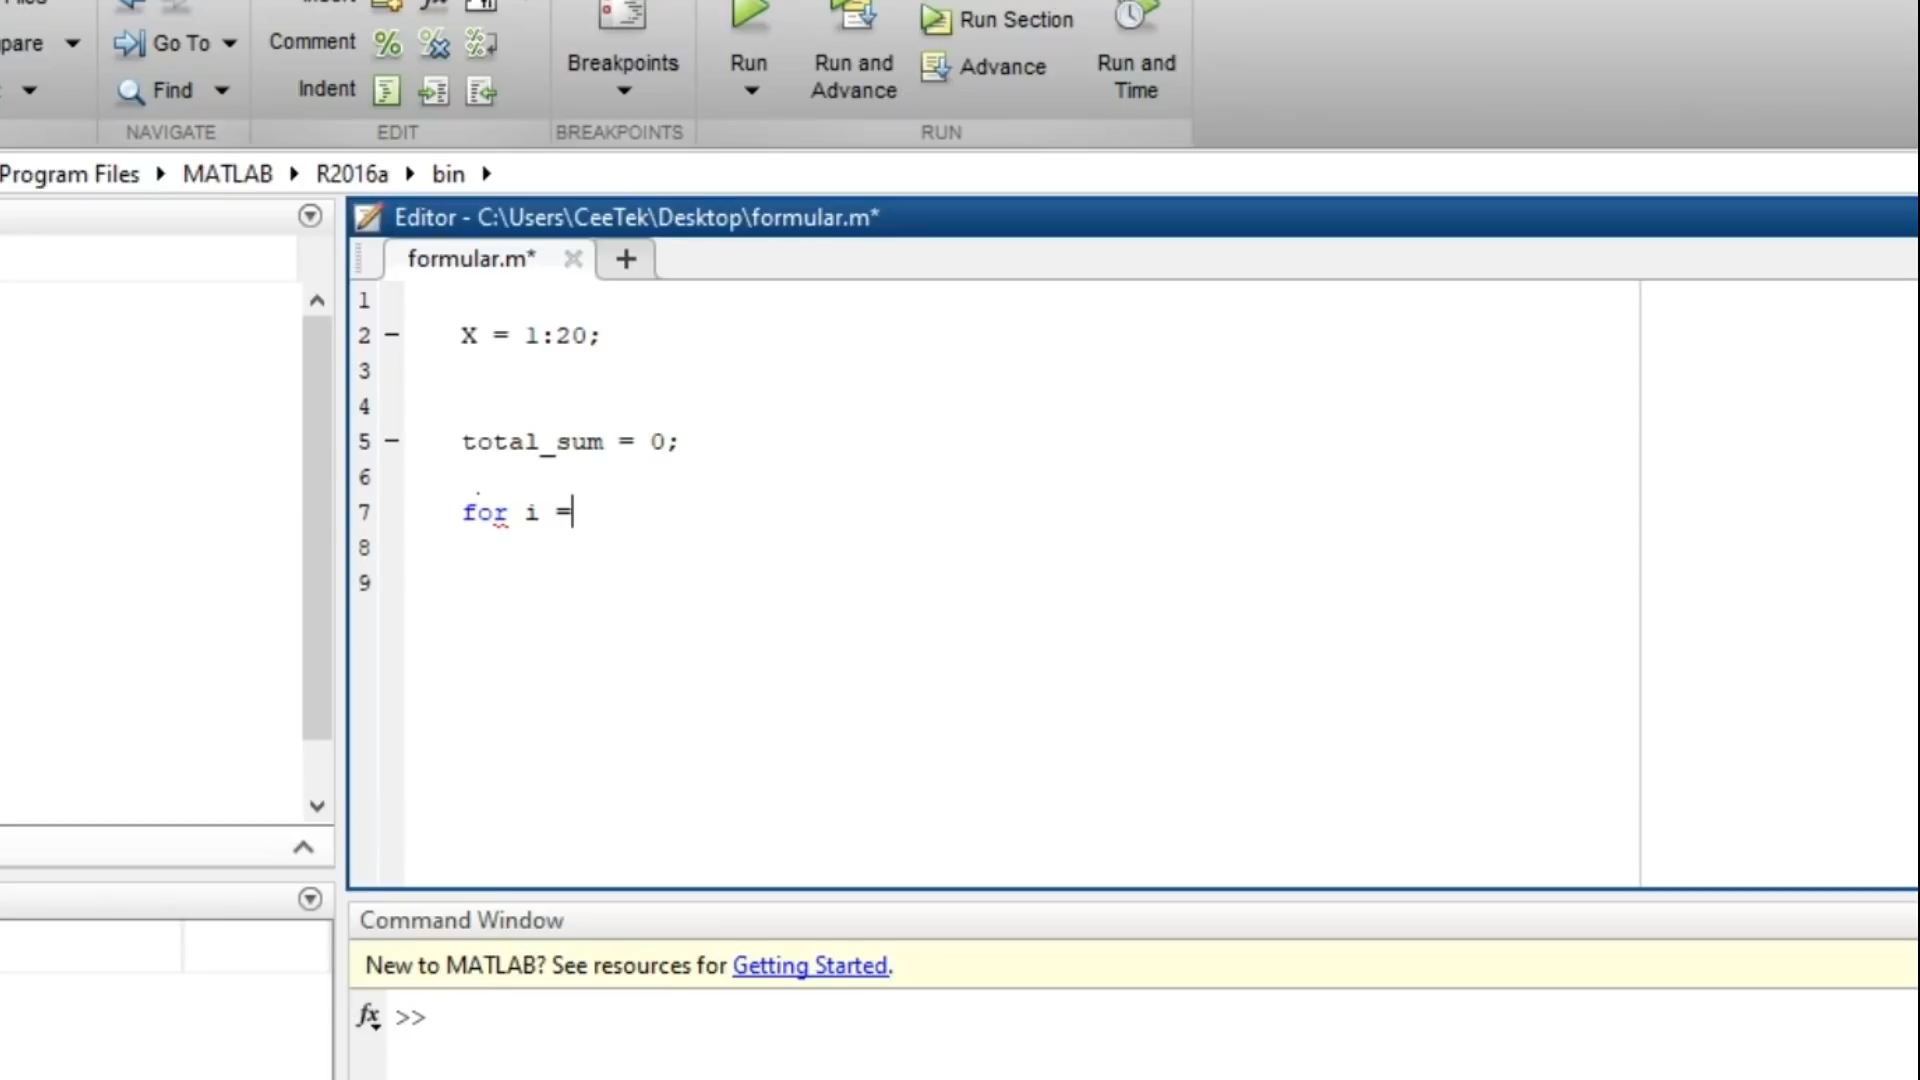 pare
Go To
Find
NAVIGATE
Comment
Indent
EDIT
Breakpoints
BREAKPOINTS
Run
Run and
Advance
Run Section
Advance
Run and
Time
RUN
Program Files MATLAB R2016a bin
Editor - C:\Users\CeeTek\Desktop\formular.m*
formular.m* +
1
2 - X = 1:20;
3
4
5 - total_sum = 0;
6
7 for i =
8
9
Command Window
New to MATLAB? See resources for Getting Started.
fx >>